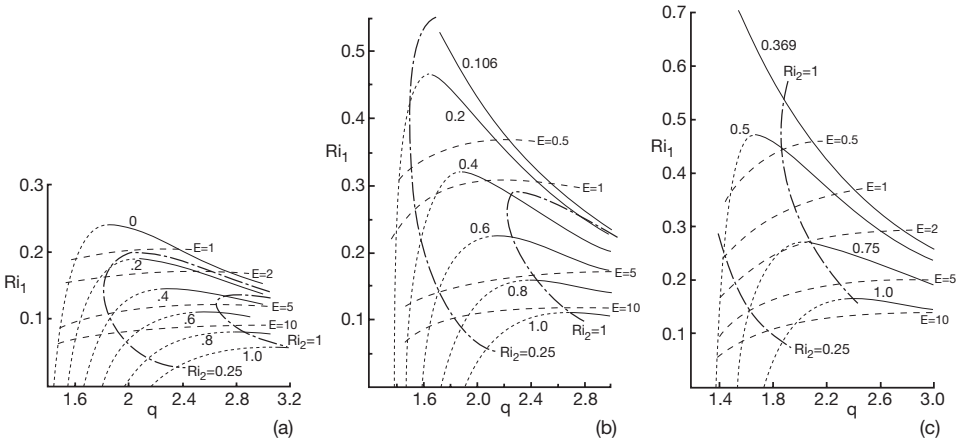 0.3
0.2
0.1
Ri1
0
E=1
E=2
.2
.4
E=5
.6
E=10
.8
1.0
Ri2=1
Ri2=0.25
1.6
2
2.4
2.8
3.2
q
(a)
0.5
0.4
0.3
0.2
0.1
Ri1
0.106
0.2
E=0.5
0.4
E=1
0.6
E=5
0.8
E=10
1.0
Ri2=1
Ri2=0.25
1.6
2.0
2.4
2.8
q
(b)
0.7
0.6
0.5
0.4
0.3
0.2
0.1
0
Ri1
0.369
Ri2=1
0.5
E=0.5
E=1
E=2
0.75
E=5
1.0
E=10
Ri2=0.25
1.4
1.8
2.2
2.6
3.0
q
(c)